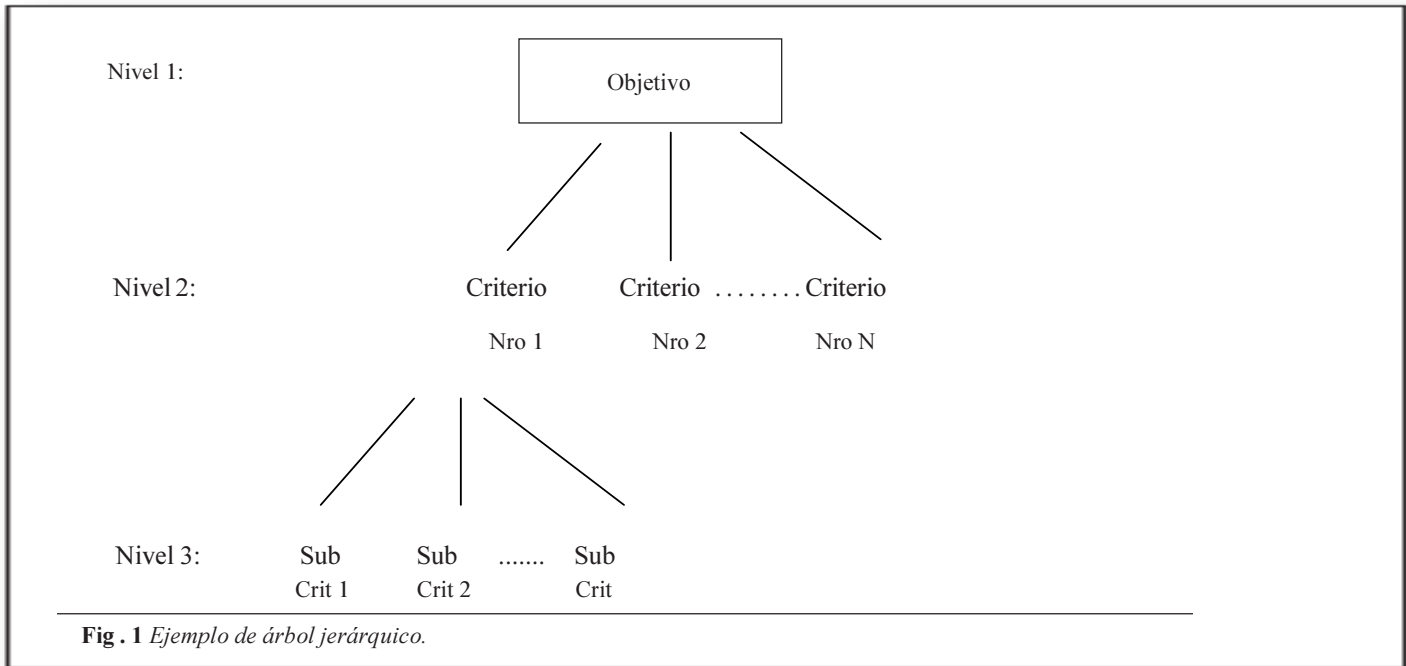 Nivel 1:
Objetivo
Nivel 2:
Criterio Criterio ........ Criterio
Nro 1 Nro 2 Nro N
Nivel 3: Sub Sub ....... Sub
Crit 1 Crit 2 Crit
Fig . 1 Ejemplo de árbol jerárquico.